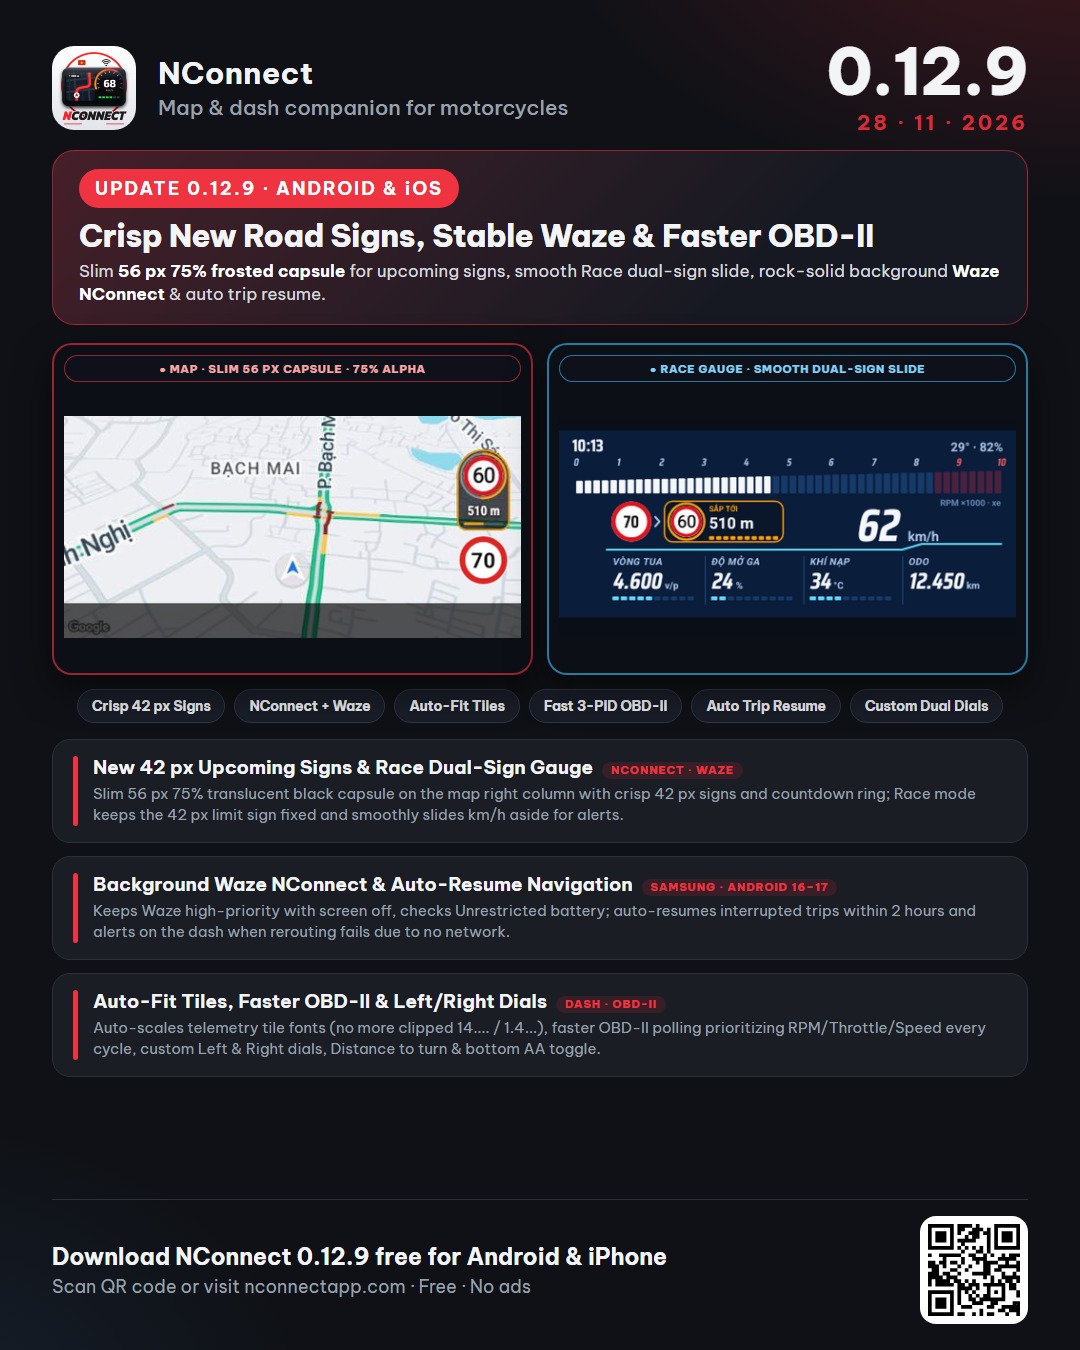 68
NCONNECT
NConnect
Map & dash companion for motorcycles
0.12.9
28 · 11 · 2026
UPDATE 0.12.9 · ANDROID & iOS
Crisp New Road Signs, Stable Waze & Faster OBD-II
Slim 56 px 75% frosted capsule for upcoming signs, smooth Race dual-sign slide, rock-solid background Waze
NConnect & auto trip resume.
• MAP · SLIM 56 PX CAPSULE · 75% ALPHA
BẠCH MAI
P. Bạch M
o Thị Sá
h Nghị
60
510 m
70
Google
• RACE GAUGE · SMOOTH DUAL-SIGN SLIDE
10:13
29° · 82%
0 1 2 3 4 5 6 7 8 9 10
RPM ×1000 · xe
70
60
SẮP TỚI
510 m
62 km/h
VÒNG TUA ĐỘ MỞ GA KHÍ NẠP ODO
4.600 v/p 24 % 34 °C 12.450 km
Crisp 42 px Signs
NConnect + Waze
Auto-Fit Tiles
Fast 3-PID OBD-II
Auto Trip Resume
Custom Dual Dials
New 42 px Upcoming Signs & Race Dual-Sign Gauge NCONNECT · WAZE
Slim 56 px 75% translucent black capsule on the map right column with crisp 42 px signs and countdown ring; Race mode
keeps the 42 px limit sign fixed and smoothly slides km/h aside for alerts.
Background Waze NConnect & Auto-Resume Navigation SAMSUNG · ANDROID 16-17
Keeps Waze high-priority with screen off, checks Unrestricted battery; auto-resumes interrupted trips within 2 hours and
alerts on the dash when rerouting fails due to no network.
Auto-Fit Tiles, Faster OBD-II & Left/Right Dials DASH · OBD-II
Auto-scales telemetry tile fonts (no more clipped 14.... / 1.4...), faster OBD-II polling prioritizing RPM/Throttle/Speed every
cycle, custom Left & Right dials, Distance to turn & bottom AA toggle.
Download NConnect 0.12.9 free for Android & iPhone
Scan QR code or visit nconnectapp.com · Free · No ads